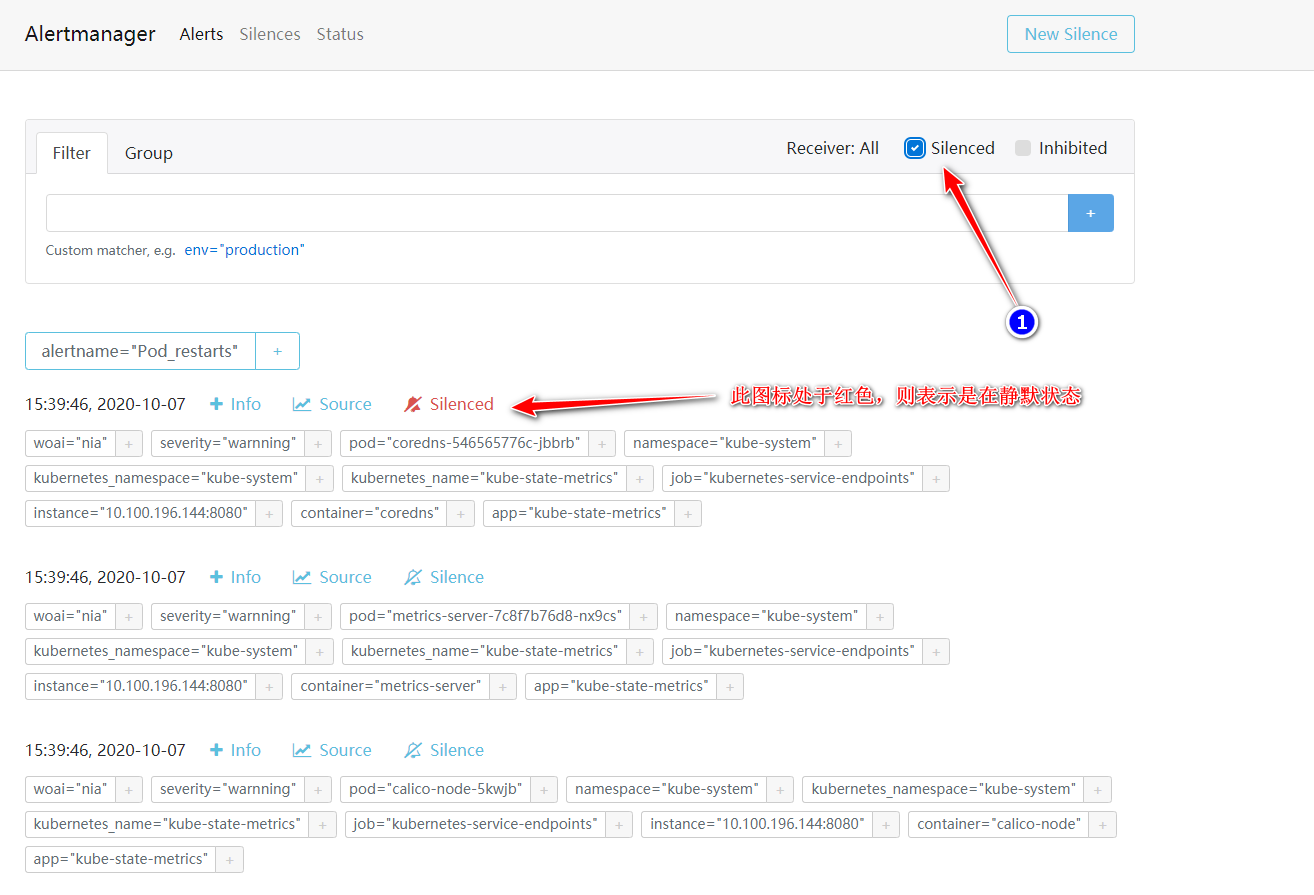 Alertmanager Alerts Silences Status New Silence
Filter Group Receiver: All Silenced Inhibited
+
Custom matcher, e.g. env="production"
1
alertname="Pod_restarts" +
15:39:46, 2020-10-07 + Info Source Silenced 此图标处于红色，则表示是在静默状态
woai="nia" + severity="warnning" + pod="coredns-546565776c-jbbrb" + namespace="kube-system" +
kubernetes_namespace="kube-system" + kubernetes_name="kube-state-metrics" + job="kubernetes-service-endpoints" +
instance="10.100.196.144:8080" + container="coredns" + app="kube-state-metrics" +
15:39:46, 2020-10-07 + Info Source Silence
woai="nia" + severity="warnning" + pod="metrics-server-7c8f7b76d8-nx9cs" + namespace="kube-system" +
kubernetes_namespace="kube-system" + kubernetes_name="kube-state-metrics" + job="kubernetes-service-endpoints" +
instance="10.100.196.144:8080" + container="metrics-server" + app="kube-state-metrics" +
15:39:46, 2020-10-07 + Info Source Silence
woai="nia" + severity="warnning" + pod="calico-node-5kwjb" + namespace="kube-system" + kubernetes_namespace="kube-system" +
kubernetes_name="kube-state-metrics" + job="kubernetes-service-endpoints" + instance="10.100.196.144:8080" + container="calico-node" +
app="kube-state-metrics" +